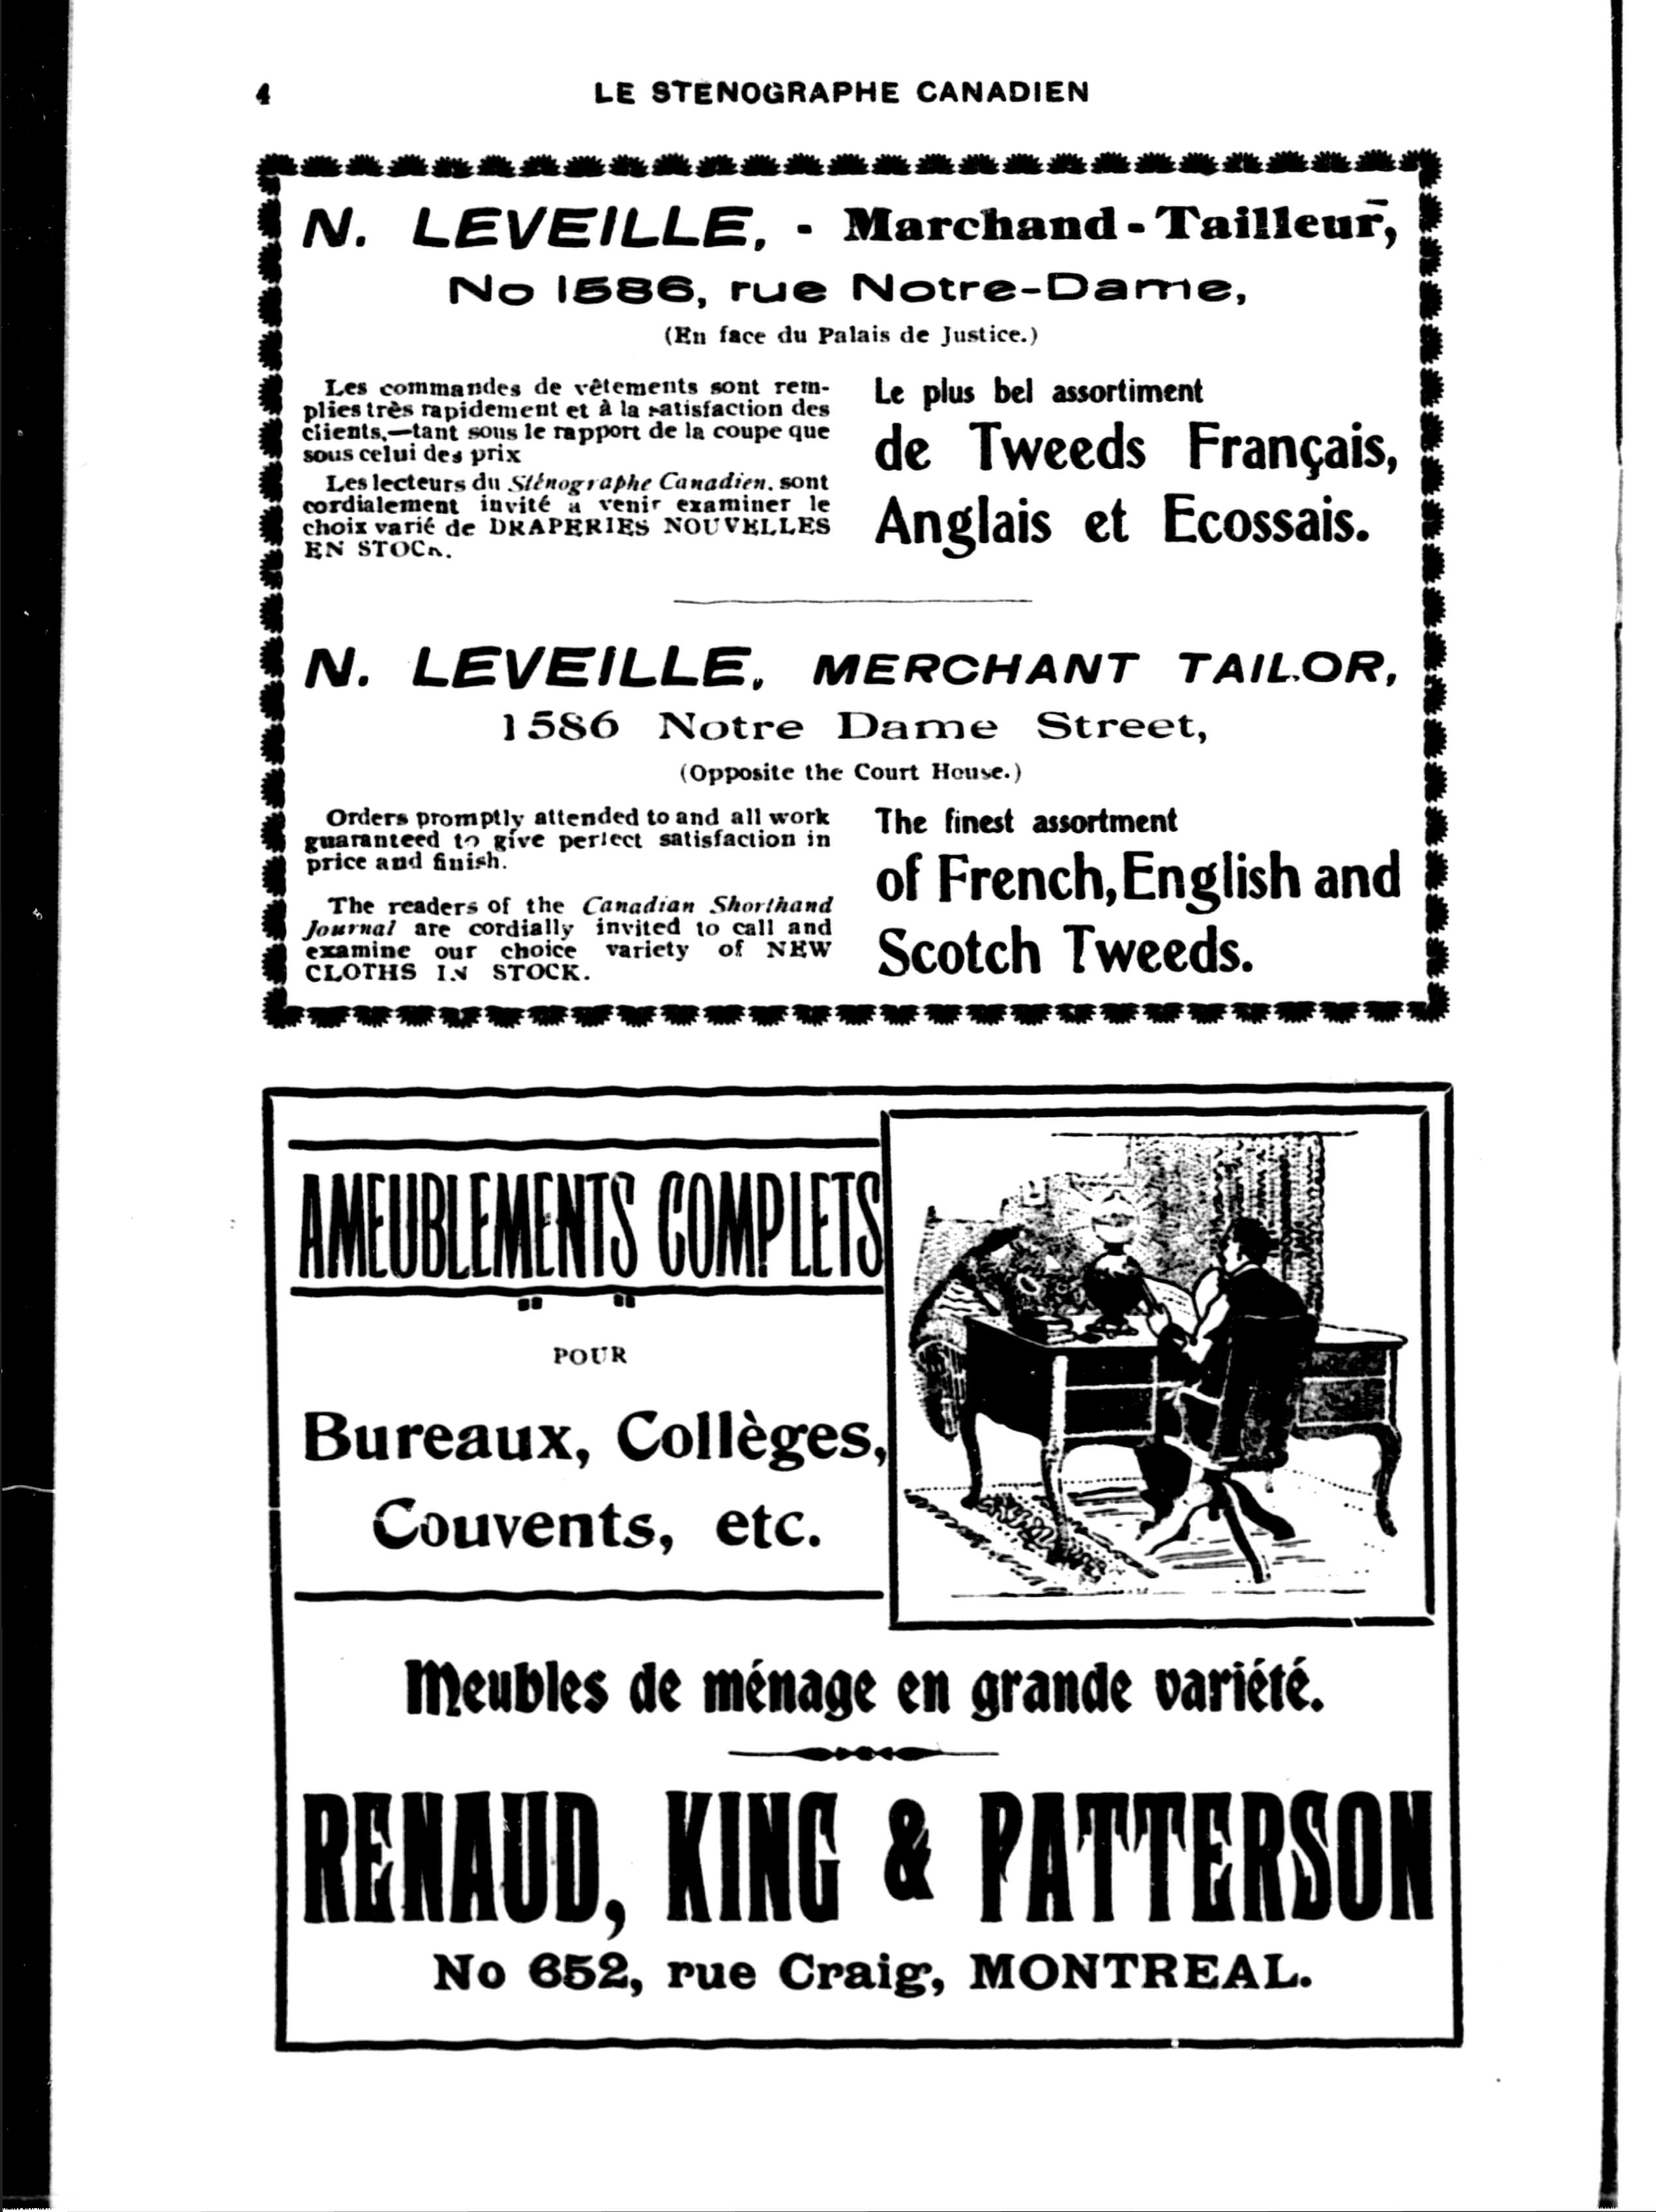 4
LE STENOGRAPHE CANADIEN
N. LEVEILLE, - Marchand-Tailleur,
No 1586, rue Notre-Dame,
(En face du Palais de Justice.)
Les commandes de vêtements sont rem-
plies très rapidement et à la satisfaction des
clients,—tant sous le rapport de la coupe que
sous celui des prix
Les lecteurs du Sténographe Canadien. sont
cordialement invité a venir examiner le
choix varié de DRAPERIES NOUVELLES
EN STOCK.
Le plus bel assortiment
de Tweeds Français,
Anglais et Ecossais.
N. LEVEILLE, MERCHANT TAILOR,
1586 Notre Dame Street,
(Opposite the Court House.)
Orders promptly attended to and all work
guaranteed to give perfect satisfaction in
price and finish.
The readers of the Canadian Shorthand
Journal are cordially invited to call and
examine our choice variety of NEW
CLOTHS IN STOCK.
The finest assortment
of French, English and
Scotch Tweeds.
AMEUBLEMENTS COMPLETS
POUR
Bureaux, Collèges,
Couvents, etc.
Meubles de ménage en grande variété.
RENAUD, KING & PATTERSON
No 652, rue Craig, MONTREAL.